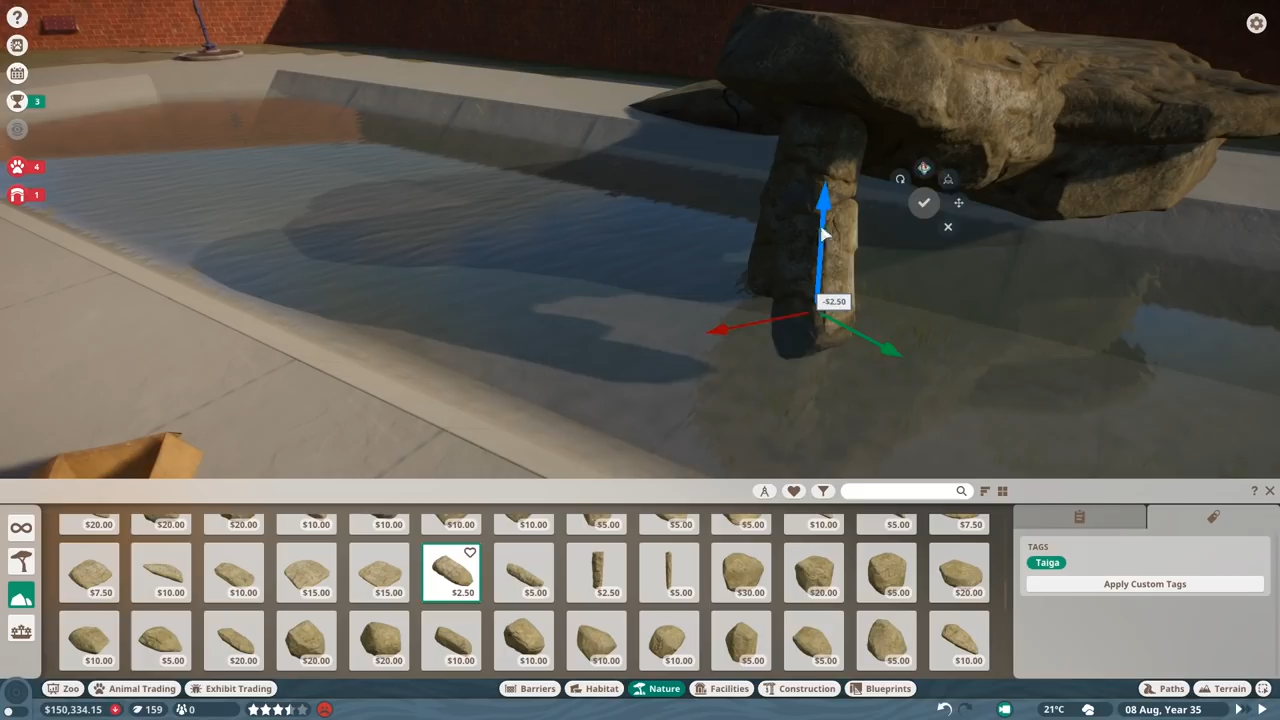 ?
3
4
1
-$2.50
?
$20.00 $20.00 $20.00 $10.00 $10.00 $10.00 $10.00 $5.00 $5.00 $5.00 $10.00 $5.00 $7.50
$7.50 $10.00 $10.00 $15.00 $15.00 $2.50 $5.00 $2.50 $5.00 $30.00 $20.00 $5.00 $20.00
$10.00 $5.00 $20.00 $20.00 $20.00 $10.00 $10.00 $10.00 $10.00 $5.00 $5.00 $5.00 $10.00
TAGS
Taiga
Apply Custom Tags
Zoo Animal Trading Exhibit Trading Barriers Habitat Nature Facilities Construction Blueprints Paths Terrain
$150,334.15 159 0 21°C 08 Aug, Year 35